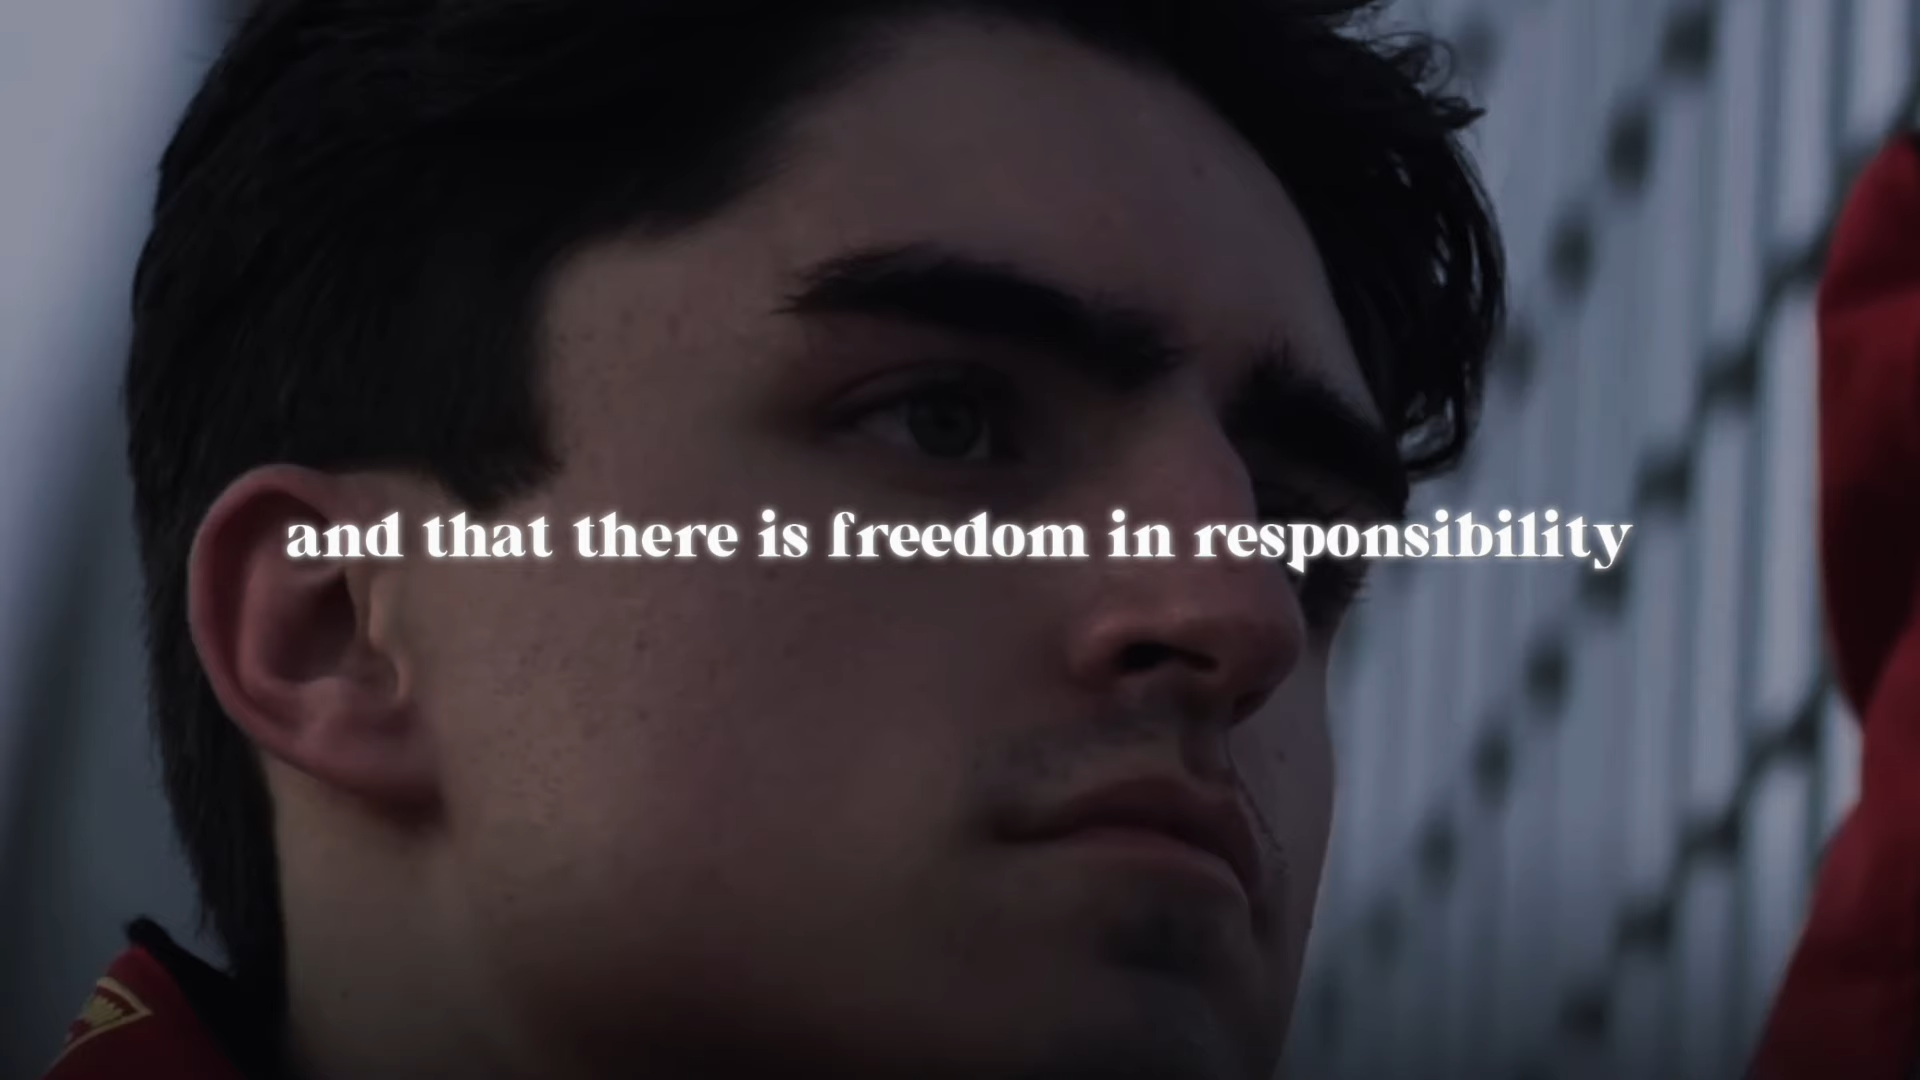 and that there is freedom in responsibility